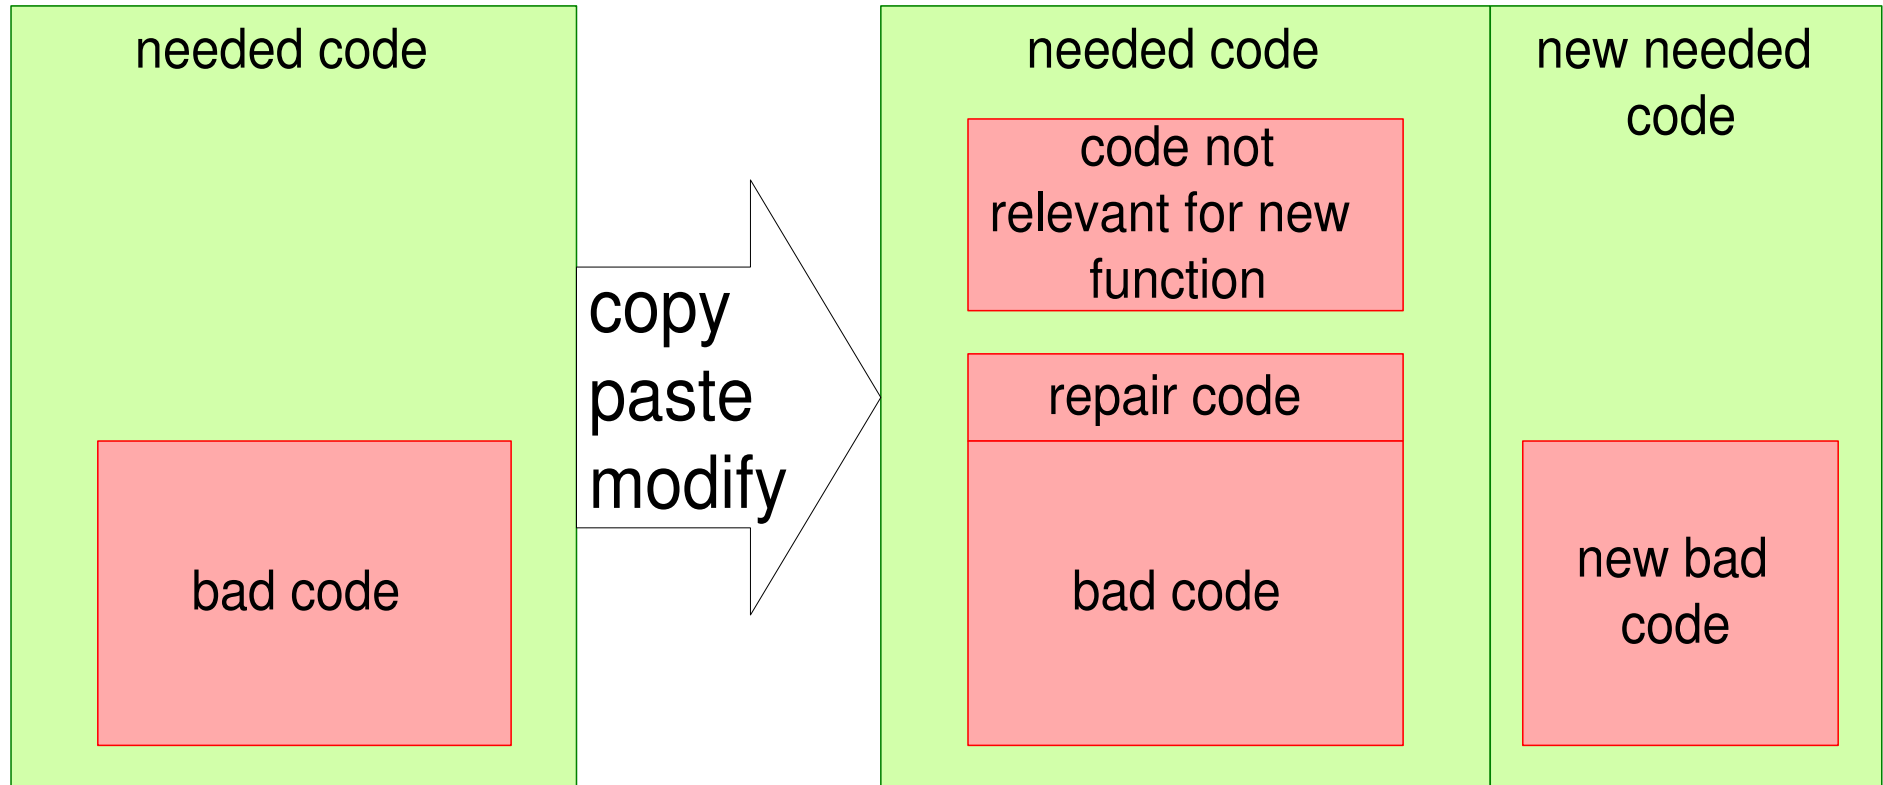 needed code
bad code
copy
paste
modify
needed code
code not
relevant for new
function
repair code
bad code
new needed
code
new bad
code